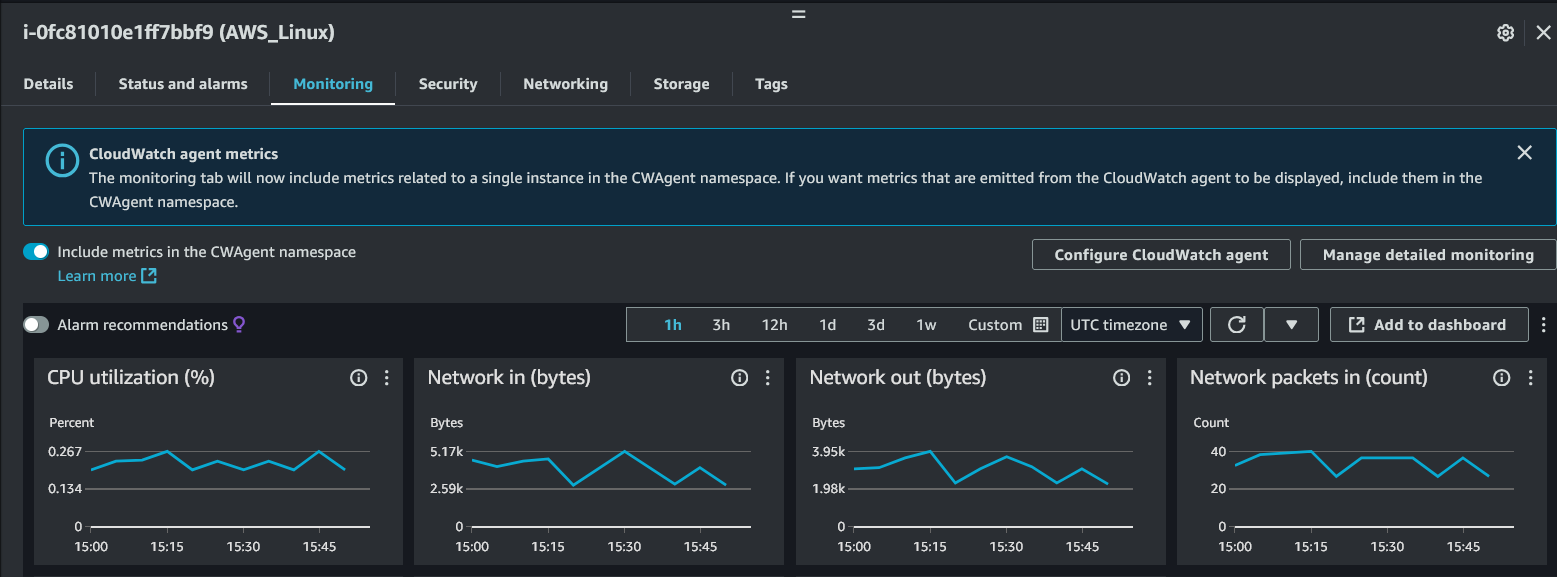 i-0fc81010e1ff7bbf9 (AWS_Linux)
Details
Status and alarms
Monitoring
Security
Networking
Storage
Tags
CloudWatch agent metrics
The monitoring tab will now include metrics related to a single instance in the CWAgent namespace. If you want metrics that are emitted from the CloudWatch agent to be displayed, include them in the
CWAgent namespace.
Include metrics in the CWAgent namespace
Learn more
Configure CloudWatch agent
Manage detailed monitoring
Alarm recommendations
1h
3h
12h
1d
3d
1w
Custom
UTC timezone
Add to dashboard
CPU utilization (%)
Percent
0.267
0.134
0
15:00
15:15
15:30
15:45
Network in (bytes)
Bytes
5.17k
2.59k
0
15:00
15:15
15:30
15:45
Network out (bytes)
Bytes
3.95k
1.98k
0
15:00
15:15
15:30
15:45
Network packets in (count)
Count
40
20
0
15:00
15:15
15:30
15:45